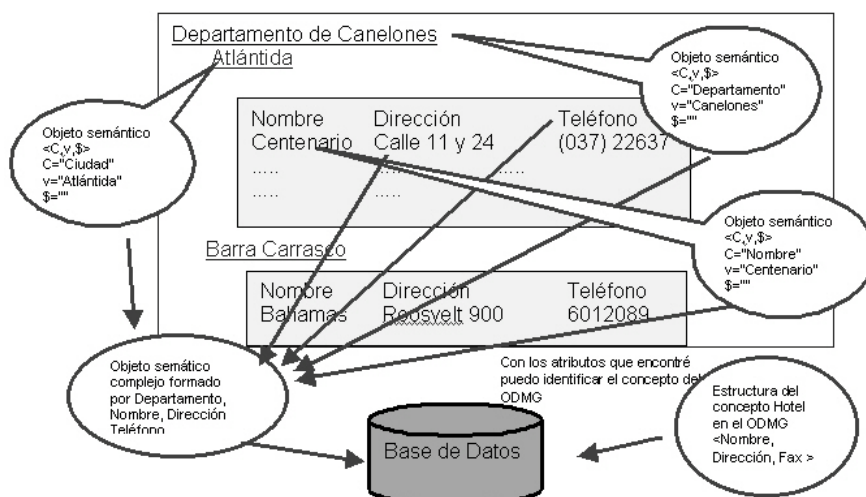 Departamento de Canelones
Atlántida
Objeto semántico
<C,v,$>
C="Departamento"
v="Canelones"
$=""
Objeto semántico
<C,v,$>
C="Ciudad"
v="Atlántida"
$=""
Nombre Dirección Teléfono
Centenario Calle 11 y 24 (037) 22637
..... ..... .....
..... .....
Objeto semántico
<C,v,$>
C="Nombre"
v="Centenario"
$=""
Barra Carrasco
Nombre Dirección Teléfono
Bahamas Roosvelt 900 6012089
Objeto semático
complejo formado
por Departamento,
Nombre, Dirección
Teléfono
Con los atributos que encontré
puedo identificar el concepto del
ODMG
Estructura del
concepto Hotel
en el ODMG
<Nombre,
Dirección, Fax >
Base de Datos